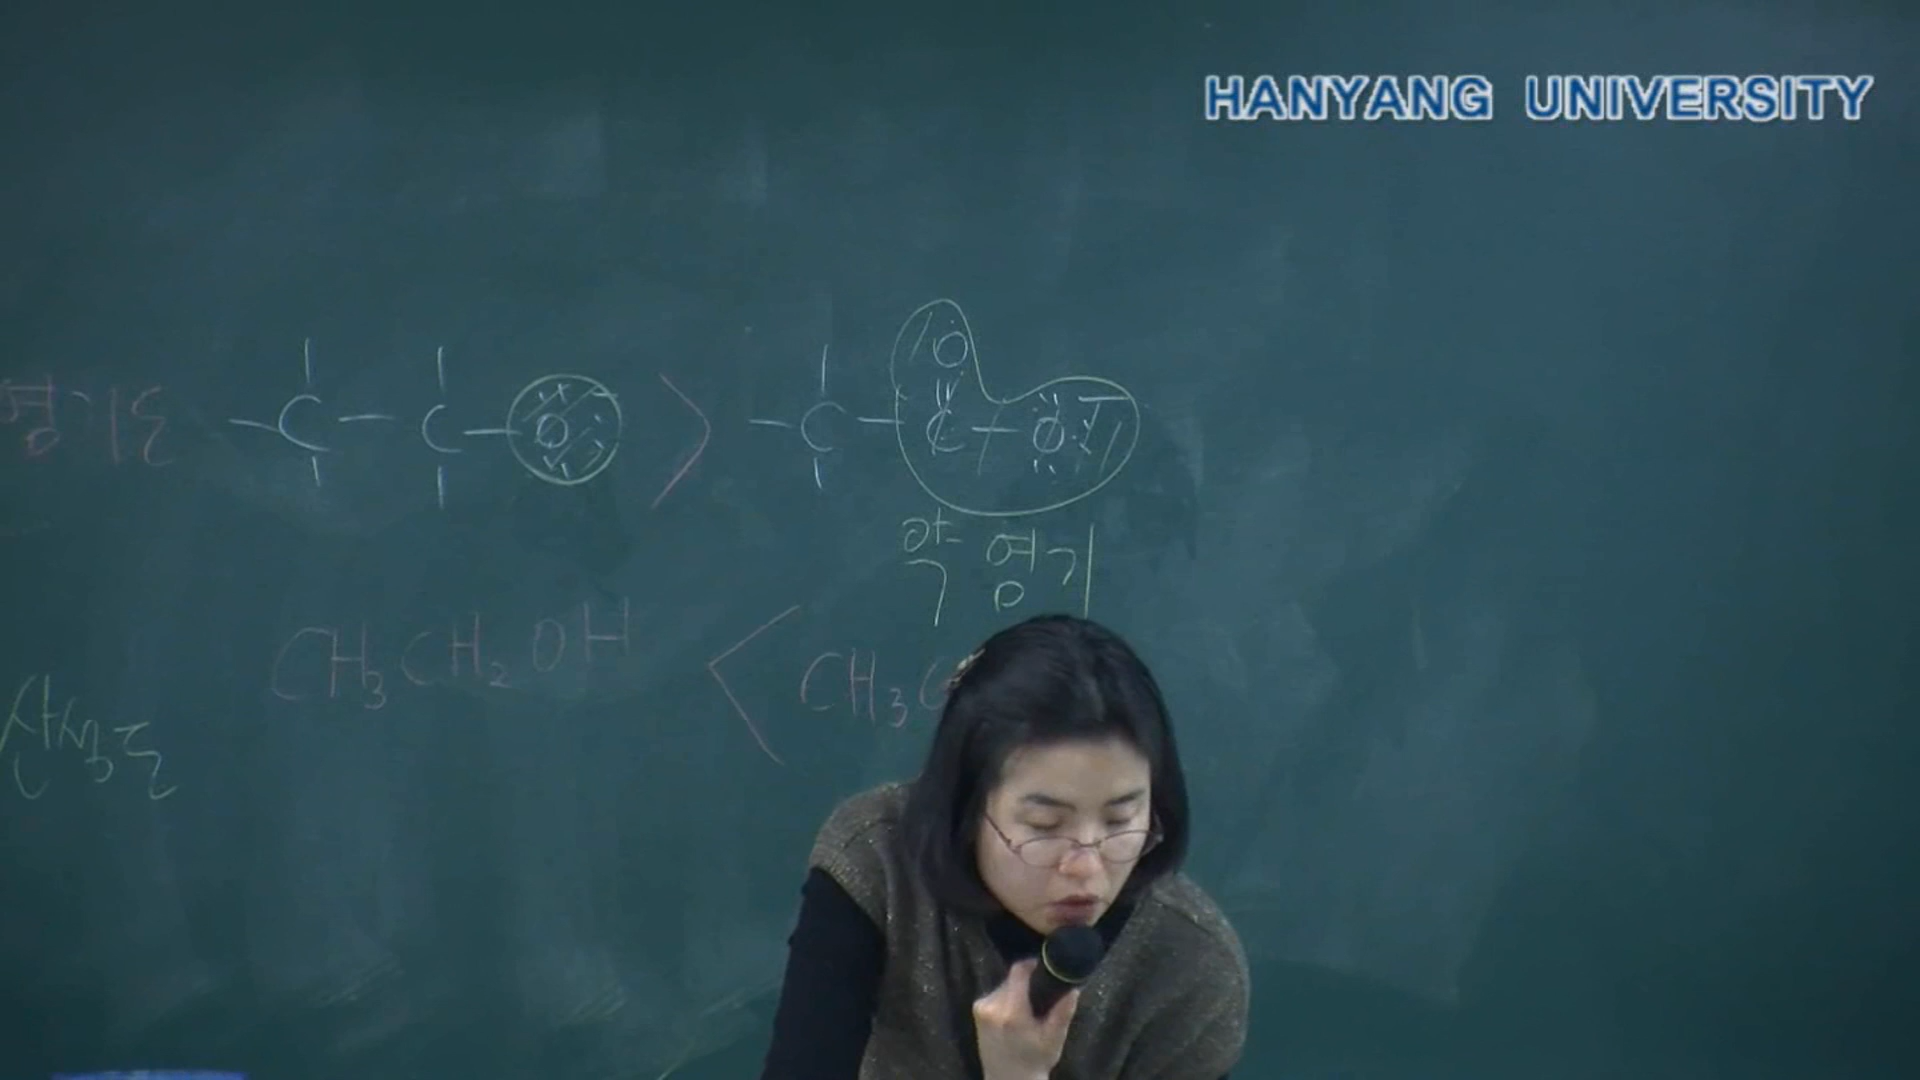 HANYANG UNIVERSITY
염기도 C - C - O > C - C - O
O
약염기
산성도 CH3CH2OH < CH3C